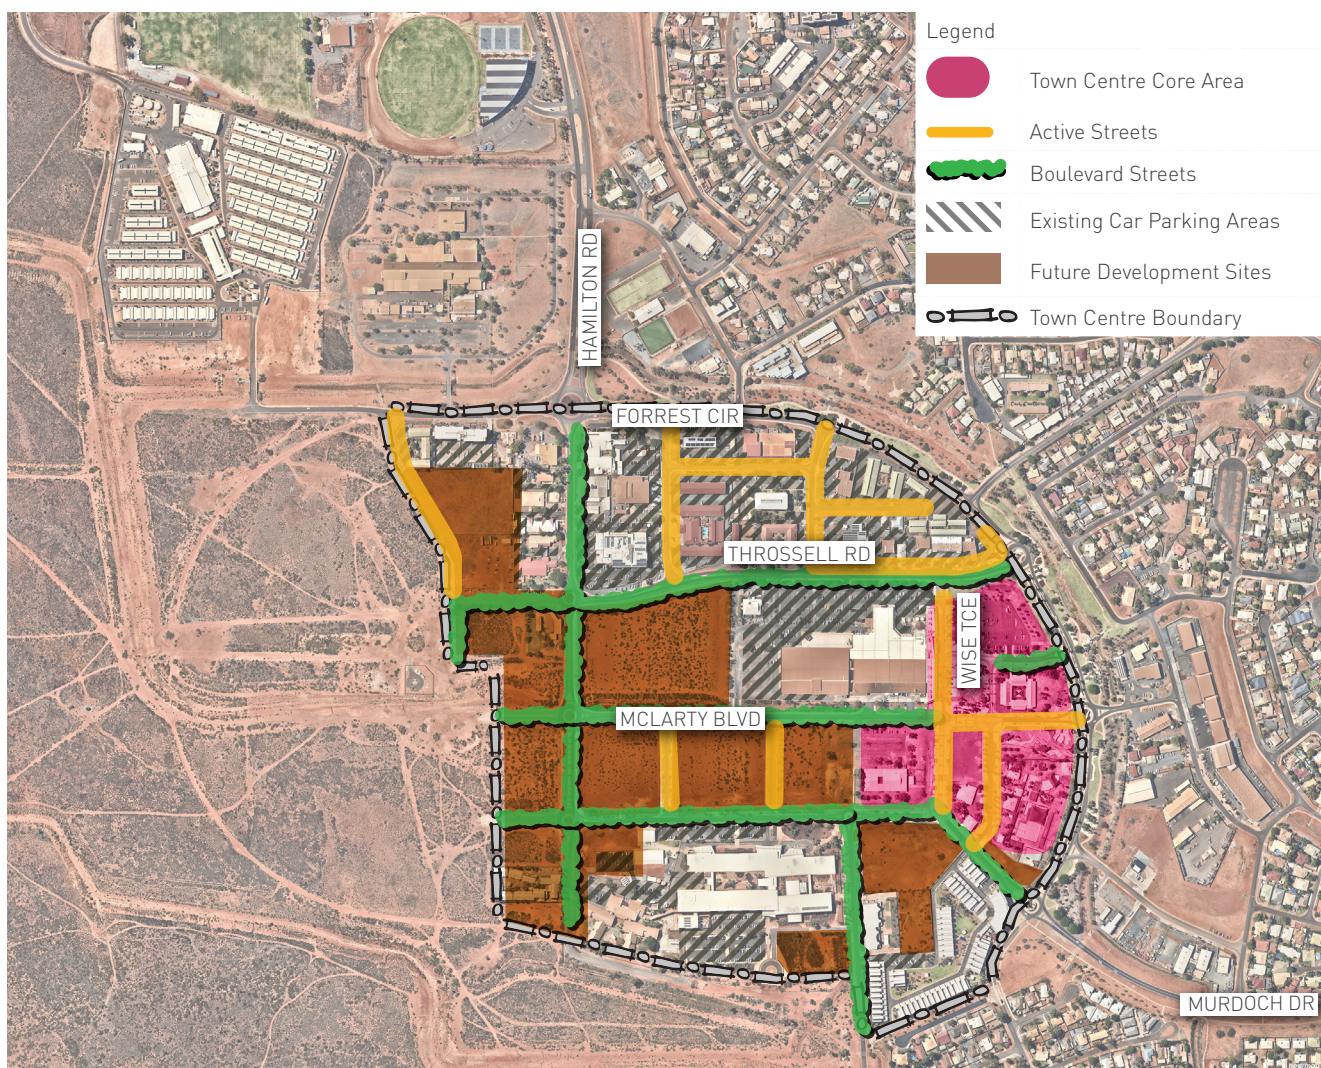 Legend
Town Centre Core Area
Active Streets
Boulevard Streets
Existing Car Parking Areas
Future Development Sites
Town Centre Boundary
HAMILTON RD
FORREST CIR
THROSSELL RD
WISE TCE
MCLARTY BLVD
MURDOCH DR